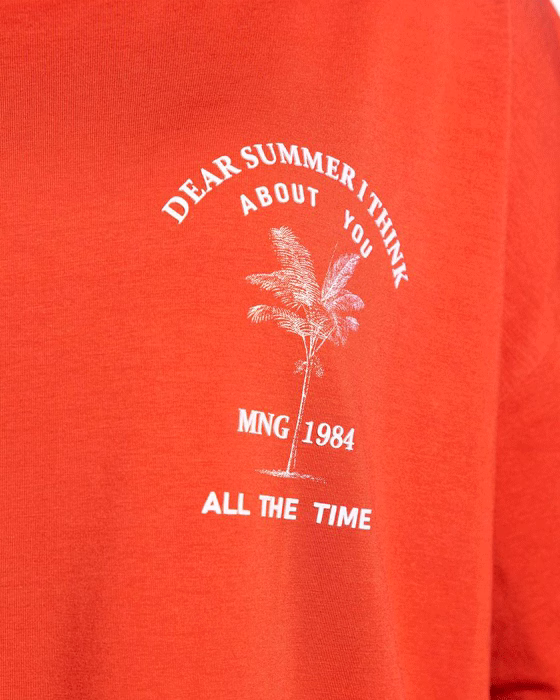 DEAR SUMMER I THINK
ABOUT YOU
MNG 1984
ALL THE TIME